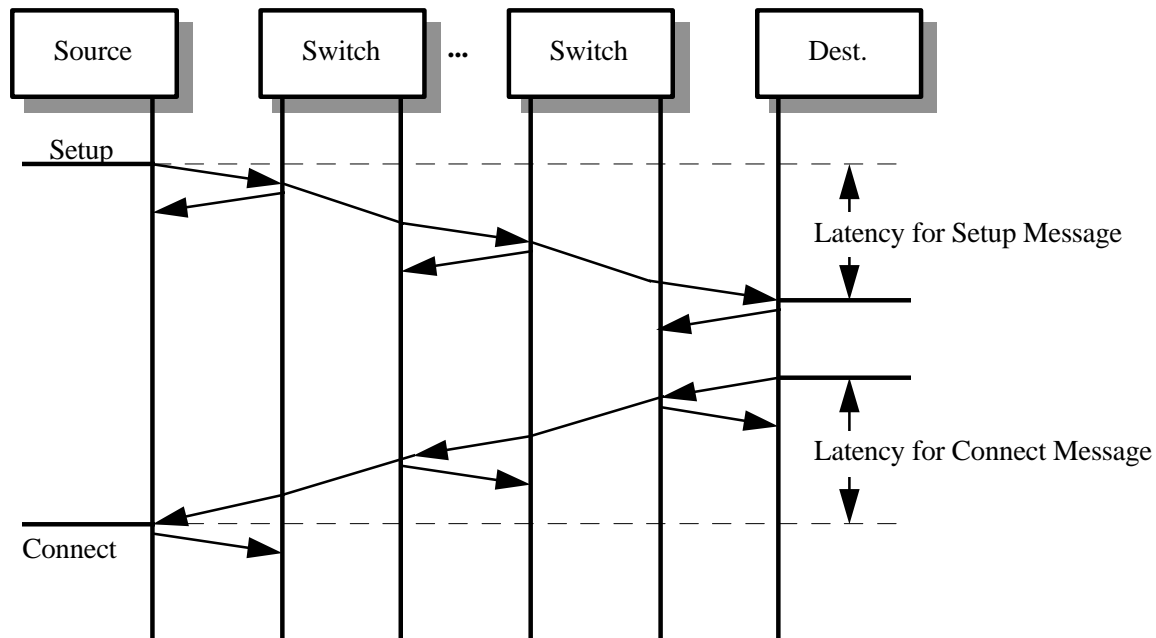 Source
Switch
...
Switch
Dest.
Setup
Latency for Setup Message
Latency for Connect Message
Connect